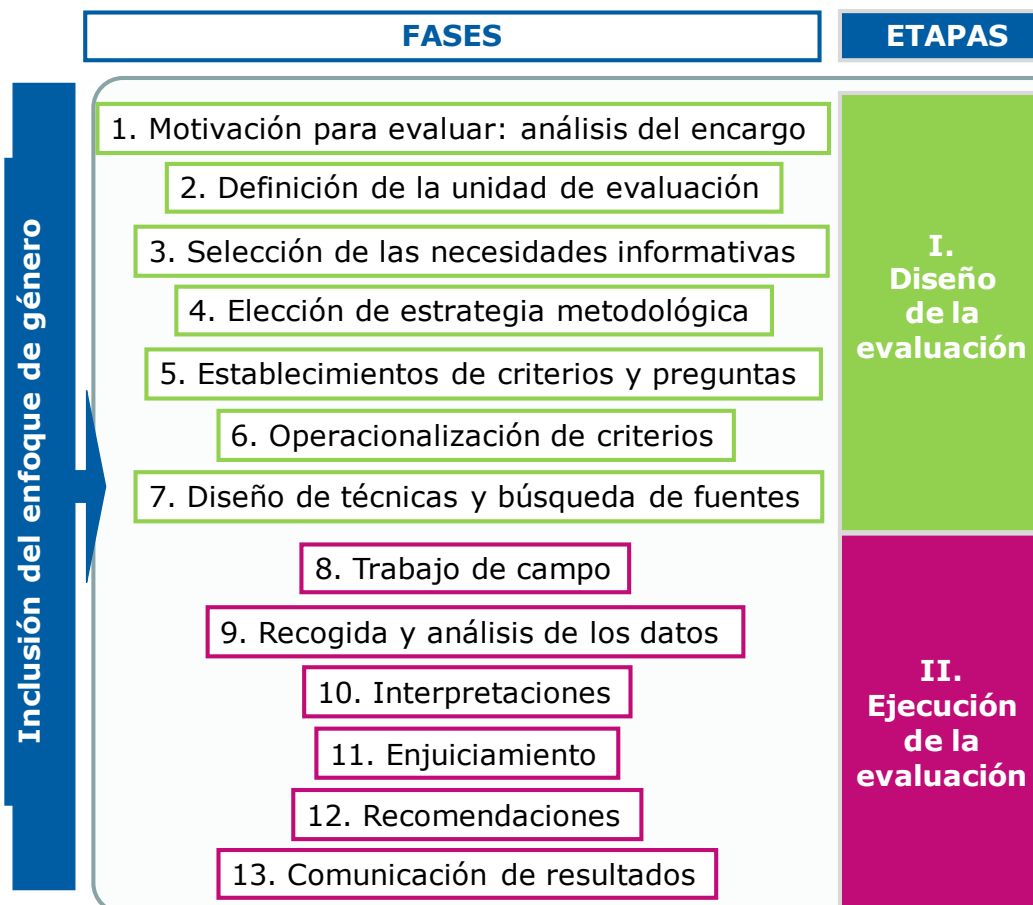 FASES
ETAPAS
Inclusión del enfoque de género
1. Motivación para evaluar: análisis del encargo
2. Definición de la unidad de evaluación
3. Selección de las necesidades informativas
4. Elección de estrategia metodológica
5. Establecimientos de criterios y preguntas
6. Operacionalización de criterios
7. Diseño de técnicas y búsqueda de fuentes
I.
Diseño
de la
evaluación
8. Trabajo de campo
9. Recogida y análisis de los datos
10. Interpretaciones
11. Enjuiciamiento
12. Recomendaciones
13. Comunicación de resultados
II.
Ejecución
de la
evaluación